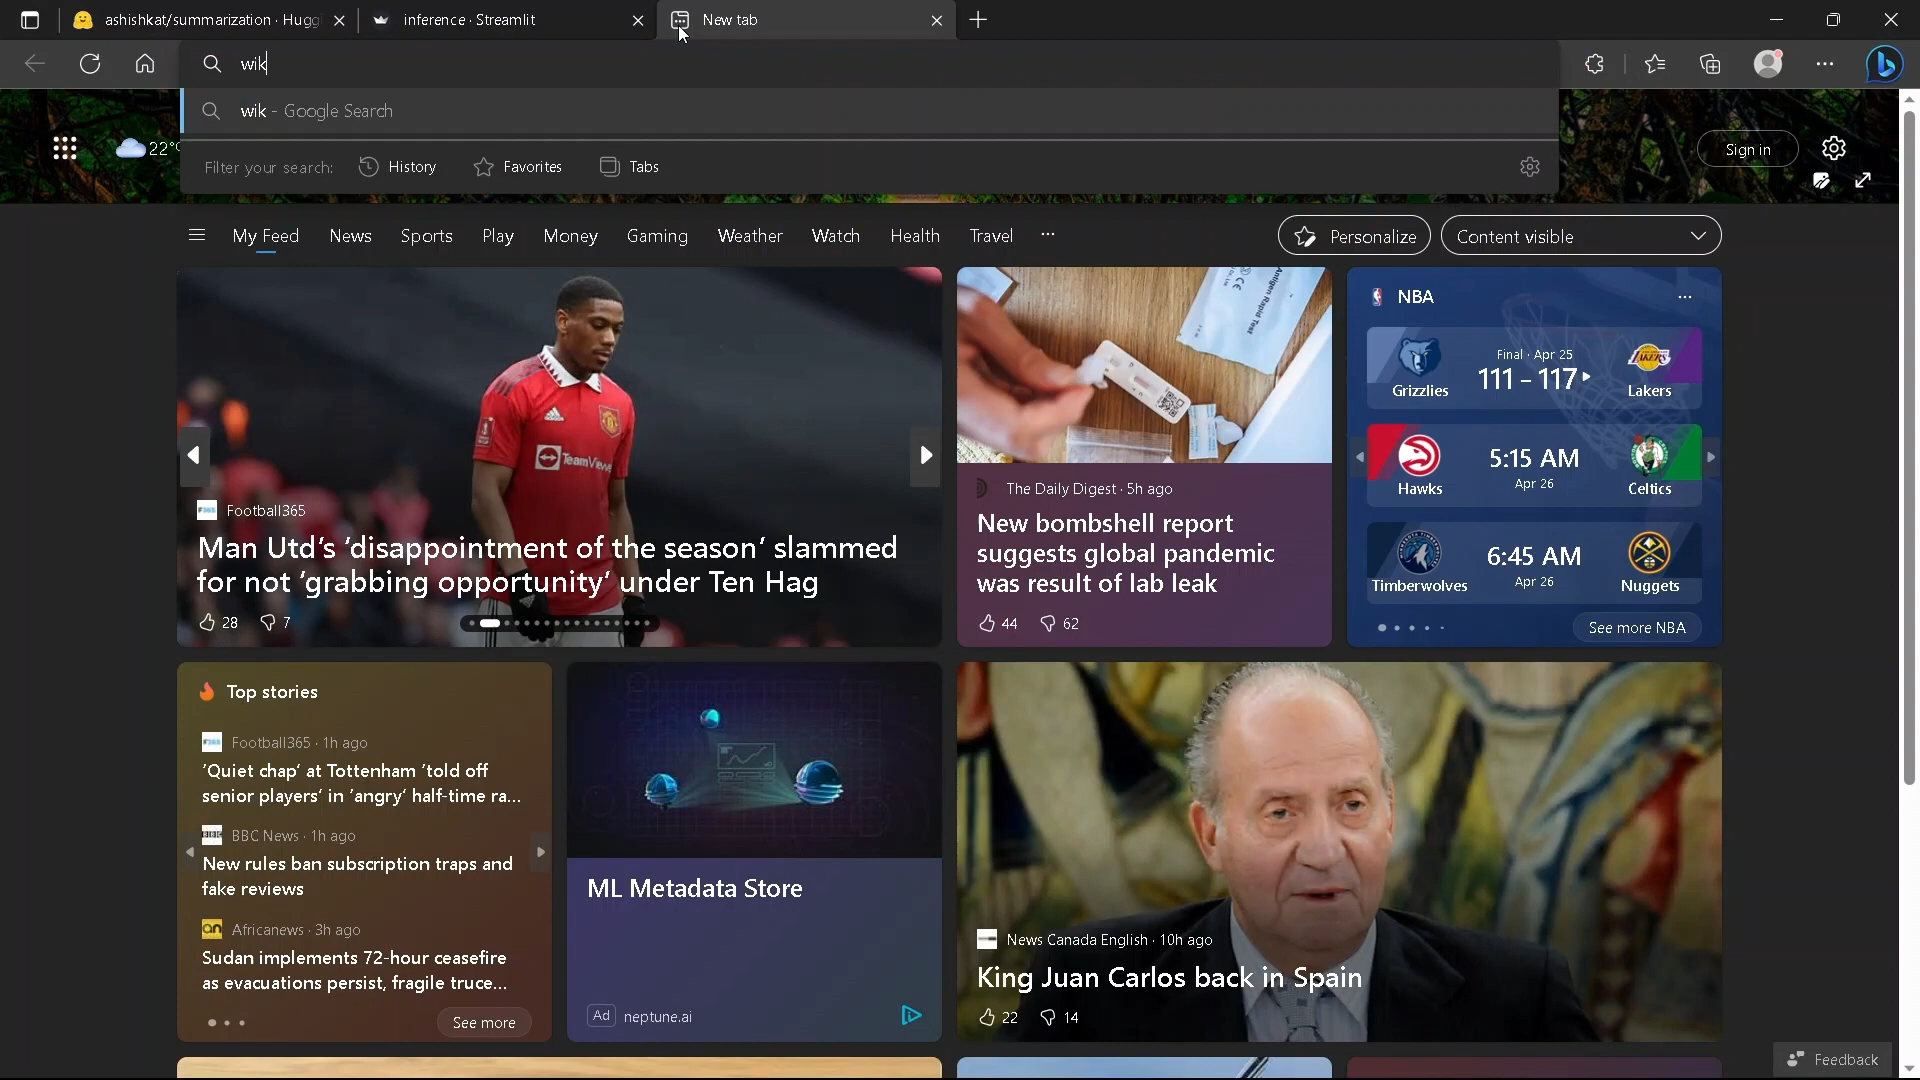 ashishkat/summarization · Hugg
inference · Streamlit
New tab
wik
wik - Google Search
Filter your search:
History
Favorites
Tabs
22°C
Sign in
My Feed
News
Sports
Play
Money
Gaming
Weather
Watch
Health
Travel
Personalize
Content visible
TeamViewer
Football365
Man Utd's 'disappointment of the season' slammed
for not 'grabbing opportunity' under Ten Hag
28
7
Antigen Rapid Test
The Daily Digest · 5h ago
New bombshell report
suggests global pandemic
was result of lab leak
44
62
NBA
Grizzlies
Final · Apr 25
111 - 117
Lakers
Hawks
5:15 AM
Apr 26
Celtics
Timberwolves
6:45 AM
Apr 26
Nuggets
See more NBA
Top stories
Football365 · 1h ago
'Quiet chap' at Tottenham 'told off
senior players' in 'angry' half-time ra...
BBC News · 1h ago
New rules ban subscription traps and
fake reviews
Africanews · 3h ago
Sudan implements 72-hour ceasefire
as evacuations persist, fragile truce...
See more
ML Metadata Store
Ad neptune.ai
News Canada English · 10h ago
King Juan Carlos back in Spain
22
14
Feedback